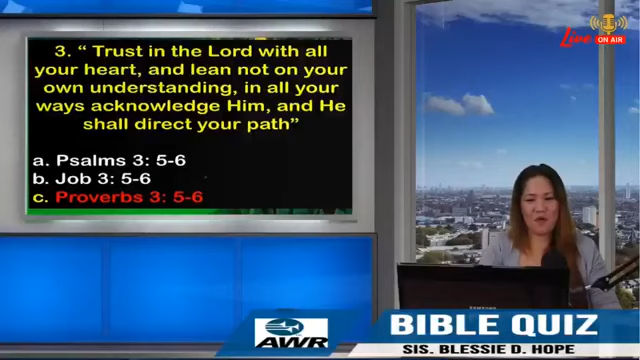 3. “ Trust in the Lord with all
your heart, and lean not on your
own understanding, in all your
ways acknowledge Him, and He
shall direct your path”
a. Psalms 3: 5-6
b. Job 3: 5-6
c. Proverbs 3: 5-6
Live ON AIR
SAMSUNG
AWR
BIBLE QUIZ
SIS. BLESSIE D. HOPE